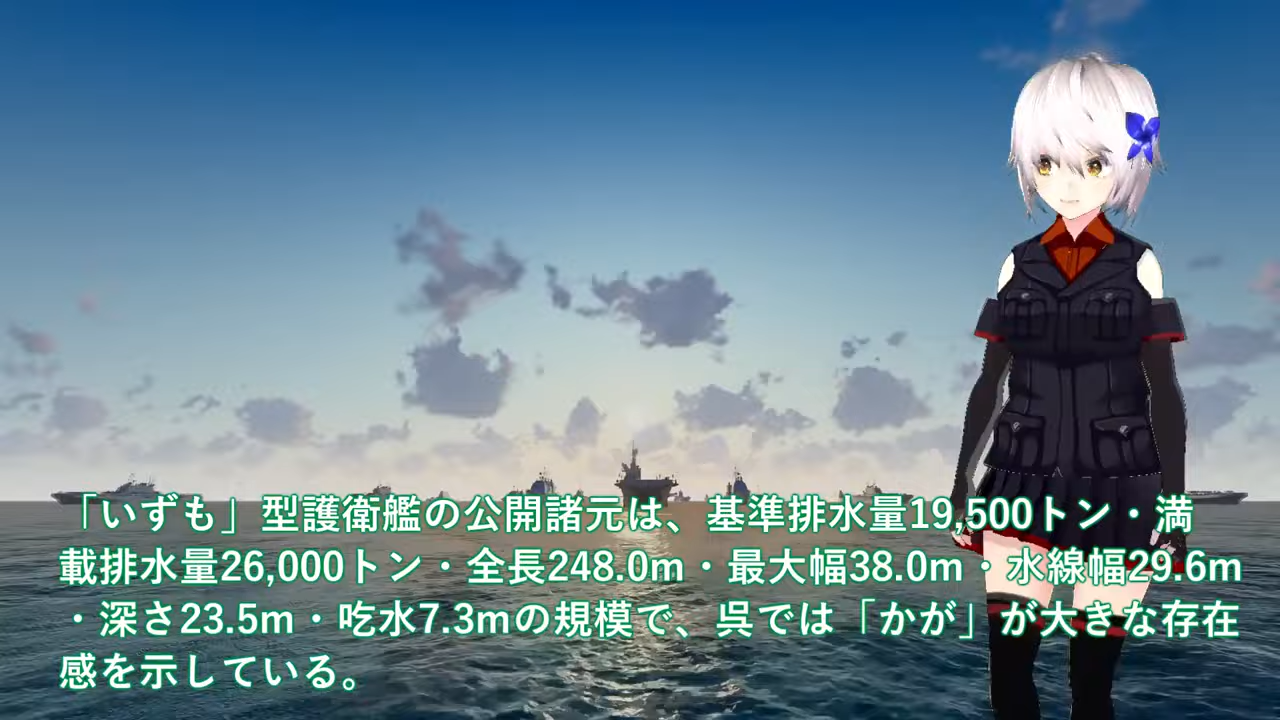 「いずも」型護衛艦の公開諸元は、基準排水量19,500トン・満
載排水量26,000トン・全長248.0m・最大幅38.0m・水線幅29.6m
・深さ23.5m・吃水7.3mの規模で、呉では「かが」が大きな存在
感を示している。